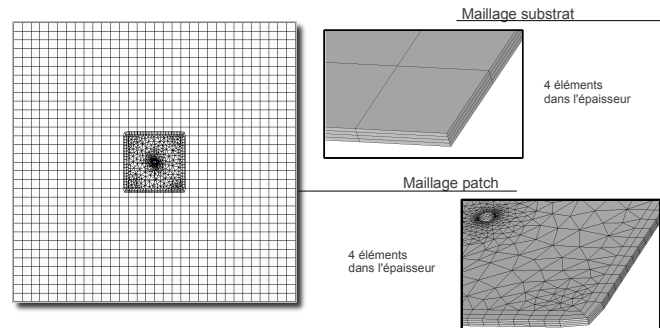 Maillage substrat
4 éléments
dans l'épaisseur
Maillage patch
4 éléments
dans l'épaisseur